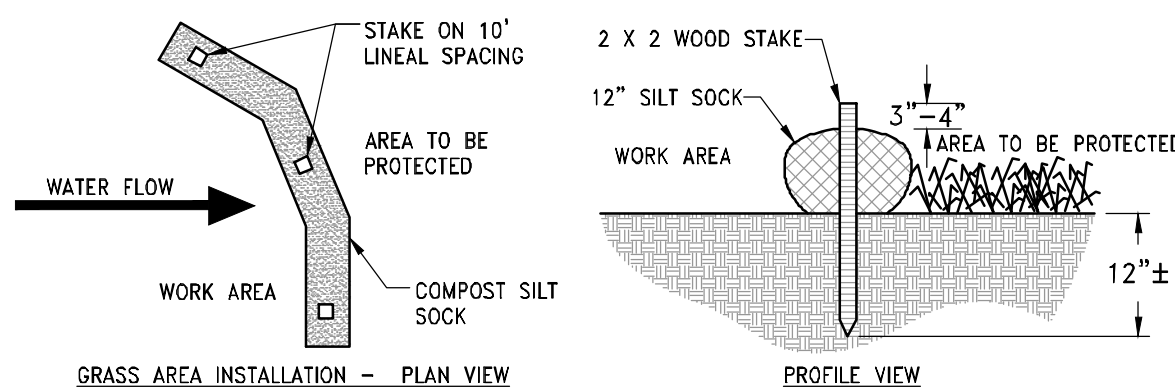 STAKE ON 10'
LINEAL SPACING
AREA TO BE
PROTECTED
WATER FLOW
WORK AREA
COMPOST SILT
SOCK
GRASS AREA INSTALLATION - PLAN VIEW
2 X 2 WOOD STAKE
12" SILT SOCK
3"-4"
WORK AREA
AREA TO BE PROTECTED
12"±
PROFILE VIEW